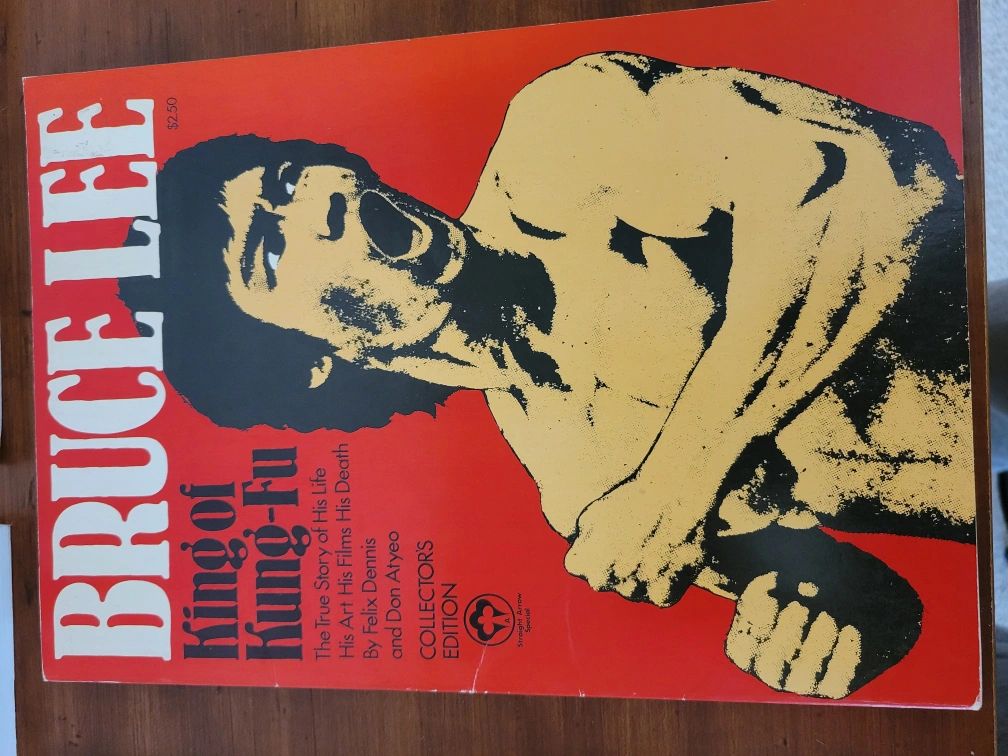 BRUCE LEE
$2.50
King of
Kung-Fu
The True Story of His Life
His Art His Films His Death
By Felix Dennis
and Don Atyeo
COLLECTOR'S
EDITION
A
Straight Arrow
Special